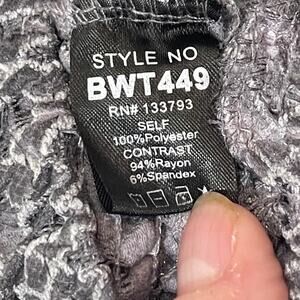 STYLE NO
BWT449
RN# 133793
SELF
100%Polyester
CONTRAST
94%Rayon
6%Spandex